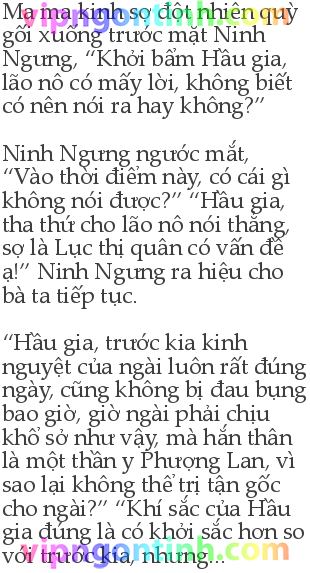 Ma ma kinh sợ đột nhiên quỳ
gối xuống trước mặt Ninh
Ngưng, “Khởi bẩm Hầu gia,
lão nô có mấy lời, không biết
có nên nói ra hay không?”
Ninh Ngưng ngước mắt,
“Vào thời điểm này, có cái gì
không nói được?” “Hầu gia,
tha thứ cho lão nô nói thẳng,
sợ là Lục thị quân có vấn đề
ạ!” Ninh Ngưng ra hiệu cho
bà ta tiếp tục.
“Hầu gia, trước kia kinh
nguyệt của ngài luôn rất đúng
ngày, cũng không bị đau bụng
bao giờ, giờ ngài phải chịu
khổ sở như vậy, mà hắn thân
là một thần y Phượng Lan, vì
sao lại không thể trị tận gốc
cho ngài?” “Khí sắc của Hầu
gia đúng là có khởi sắc hơn so
với trước kia, nhưng...
vipngontinh.com
vipngontinh.com
vipngontinh.com